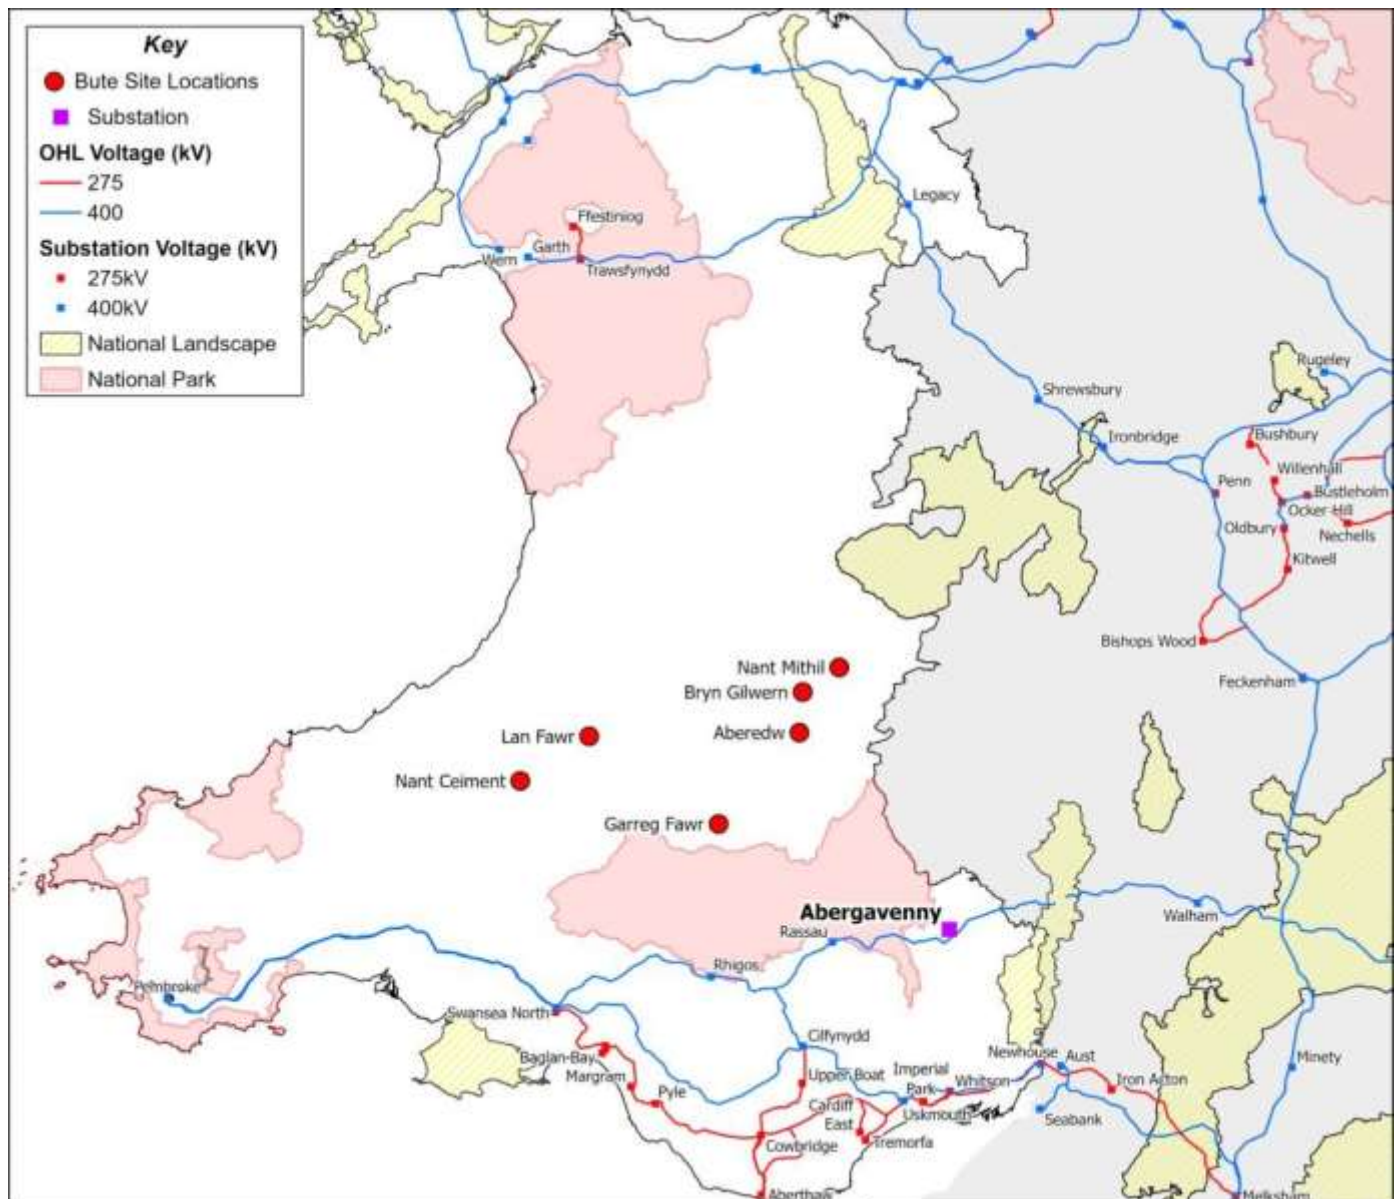 Key
Bute Site Locations
Substation
OHL Voltage (kV)
275
400
Substation Voltage (kV)
275kV
400kV
National Landscape
National Park
Legacy
Ffestiniog
Garth
Wern
Trawsfynydd
Rugeley
Shrewsbury
Ironbridge
Bushbury
Willenhall
Penn
Bustleholm
Ocker Hill
Oldbury
Nechells
Kitwell
Bishops Wood
Nant Mithil
Feckenham
Bryn Gilwern
Lan Fawr
Aberedw
Nant Ceiment
Garreg Fawr
Abergavenny
Walham
Rassau
Rhigos
Pembroke
Swansea North
Cilfynydd
Baglan-Bay
Newhouse
Aust
Minety
Margram
Upper Boat
Imperial
Park
Whitson
Iron Acton
Pyle
Cardiff
East
Uskmouth
Seabank
Cowbridge
Tremorfa
Aberthaw
Melksham